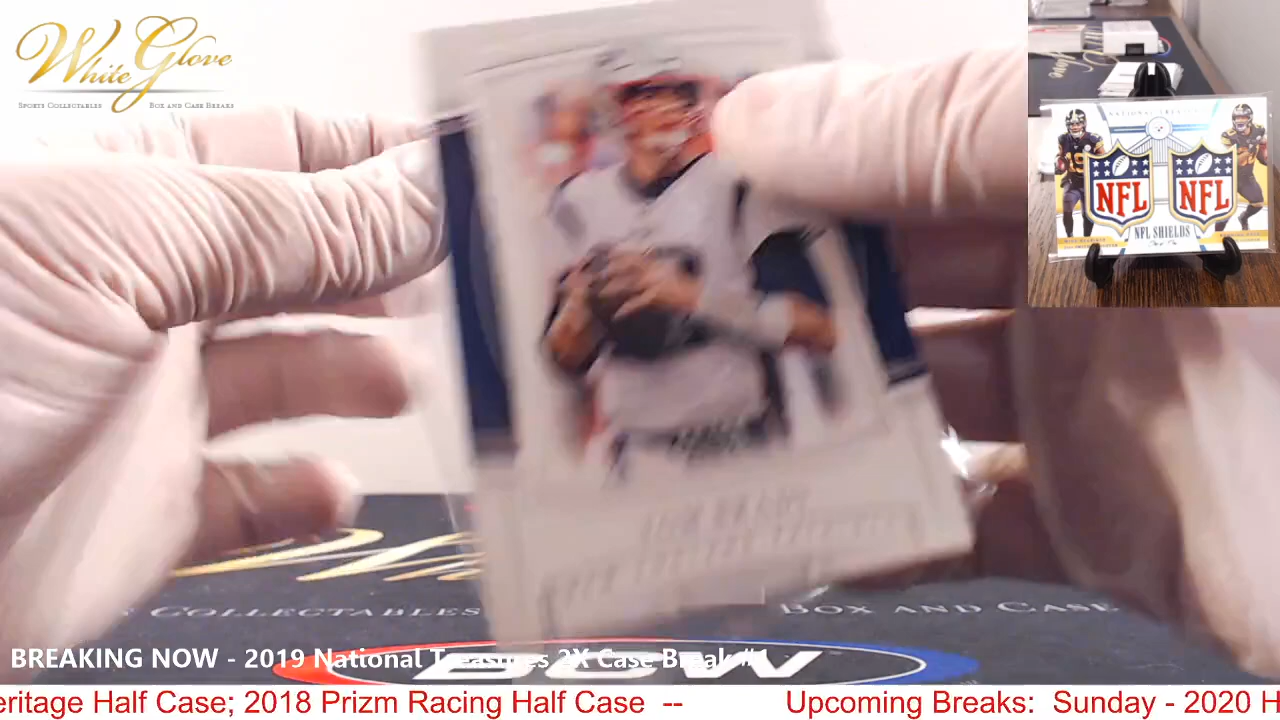 White Glove
SPORTS COLLECTABLES BOX AND CASE BREAKS
NATIONAL TREASURES
NFL NFL
NFL SHIELDS
COLLECTABLES BOX AND CASE
BREAKING NOW - 2019 National Treasures 2X Case Break #1
BCW
eritage Half Case; 2018 Prizm Racing Half Case -- Upcoming Breaks: Sunday - 2020 H